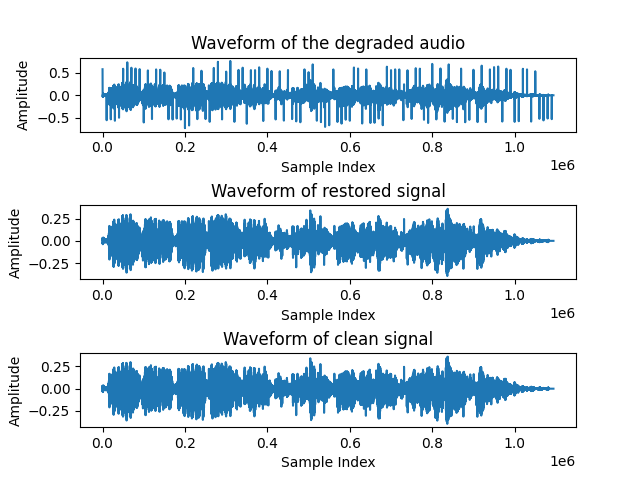 Waveform of the degraded audio
Amplitude
0.5
0.0
−0.5
0.0 0.2 0.4 0.6 0.8 1.0
1e6
Sample Index
Waveform of restored signal
Amplitude
0.25
0.00
−0.25
0.0 0.2 0.4 0.6 0.8 1.0
1e6
Sample Index
Waveform of clean signal
Amplitude
0.25
0.00
−0.25
0.0 0.2 0.4 0.6 0.8 1.0
1e6
Sample Index